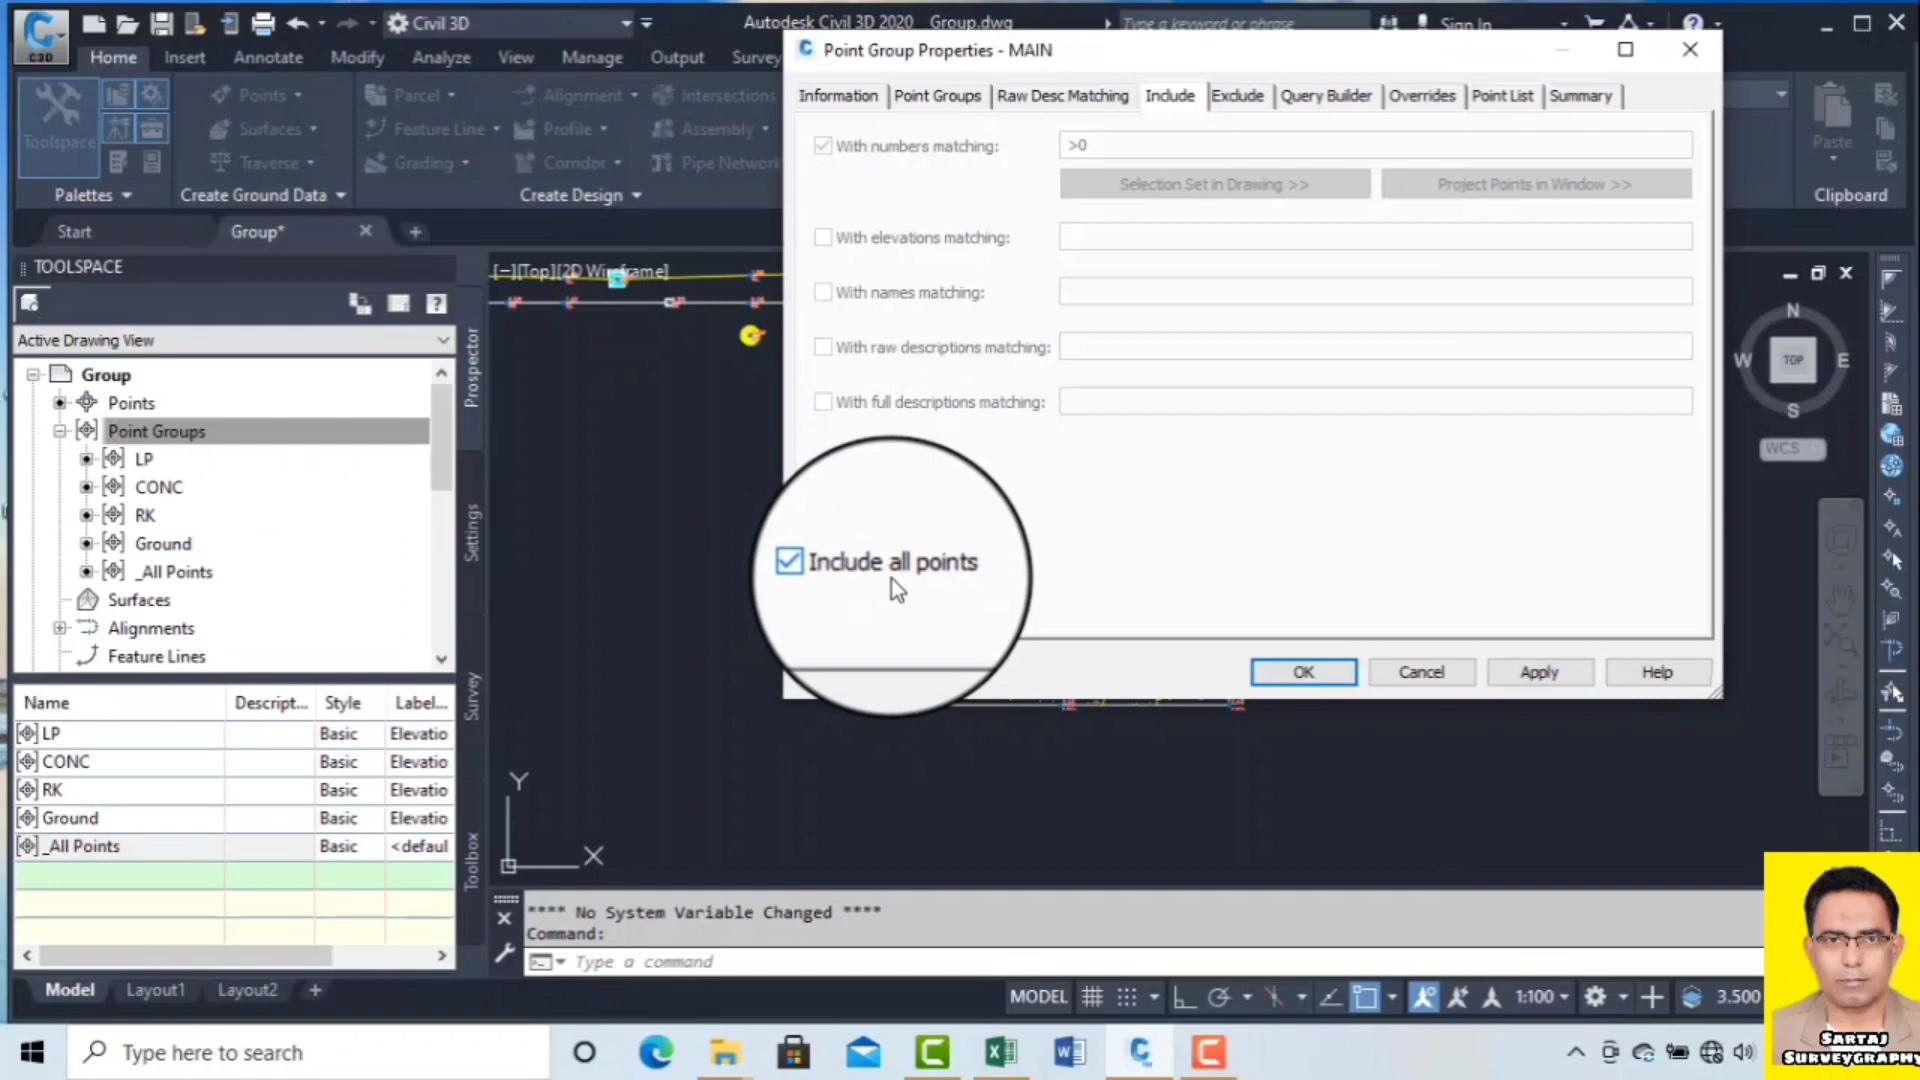 C3D
Civil 3D
Autodesk Civil 3D 2020 Group.dwg
Type a keyword or phrase
Sign In
Home Insert Annotate Modify Analyze View Manage Output Survey
Toolspace
Points
Surfaces
Traverse
Parcel
Feature Line
Grading
Alignment
Profile
Corridor
Intersections
Assembly
Pipe Network
Paste
Palettes Create Ground Data Create Design Clipboard
Start Group*
TOOLSPACE
Active Drawing View
Group
Points
Point Groups
LP
CONC
RK
Ground
_All Points
Surfaces
Alignments
Feature Lines
Prospector
Settings
Survey
Toolbox
Name Descript... Style Label...
LP Basic Elevatio
CONC Basic Elevatio
RK Basic Elevatio
Ground Basic Elevatio
_All Points Basic <defaul
[−][Top][2D Wireframe]
Point Group Properties - MAIN
Information Point Groups Raw Desc Matching Include Exclude Query Builder Overrides Point List Summary
With numbers matching: >0
Selection Set in Drawing >> Project Points in Window >>
With elevations matching:
With names matching:
With raw descriptions matching:
With full descriptions matching:
Include all points
OK Cancel Apply Help
N
W TOP E
S
WCS
Y
X
**** No System Variable Changed ****
Command:
Type a command
Model Layout1 Layout2 +
MODEL 1:100 3.500
Type here to search
SARTAJ
SURVEYGRAPHY